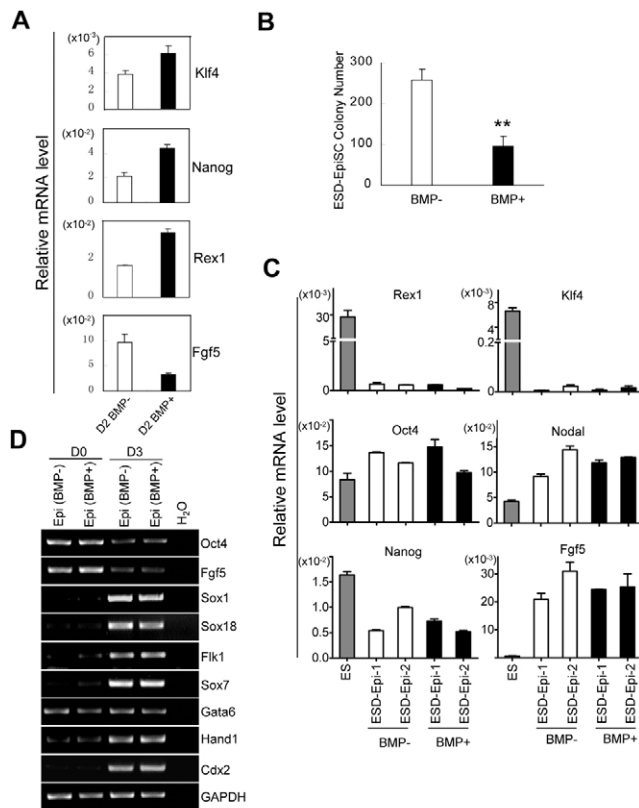 A
Relative mRNA level
(x10-3)
6
4
2
0
Klf4
(x10-2)
4
2
0
Nanog
(x10-2)
2
0
Rex1
(x10-2)
10
5
0
Fgf5
D2 BMP-
D2 BMP+
B
ESD-EpiSC Colony Number
300
200
100
0
**
BMP-
BMP+
C
Relative mRNA level
(x10-3)
Rex1
30
5
0
(x10-3)
Klf4
8
6
4
0.2
0
(x10-2)
Oct4
20
15
10
5
0
(x10-2)
Nodal
20
15
10
5
0
(x10-2)
Nanog
1.5
1.0
0.5
0.0
(x10-3)
Fgf5
30
20
10
0
ES
ESD-Epi-1
ESD-Epi-2
ESD-Epi-1
ESD-Epi-2
BMP-
BMP+
ES
ESD-Epi-1
ESD-Epi-2
ESD-Epi-1
ESD-Epi-2
BMP-
BMP+
D
D0
D3
Epi (BMP-)
Epi (BMP+)
Epi (BMP-)
Epi (BMP+)
H2O
Oct4
Fgf5
Sox1
Sox18
Flk1
Sox7
Gata6
Hand1
Cdx2
GAPDH